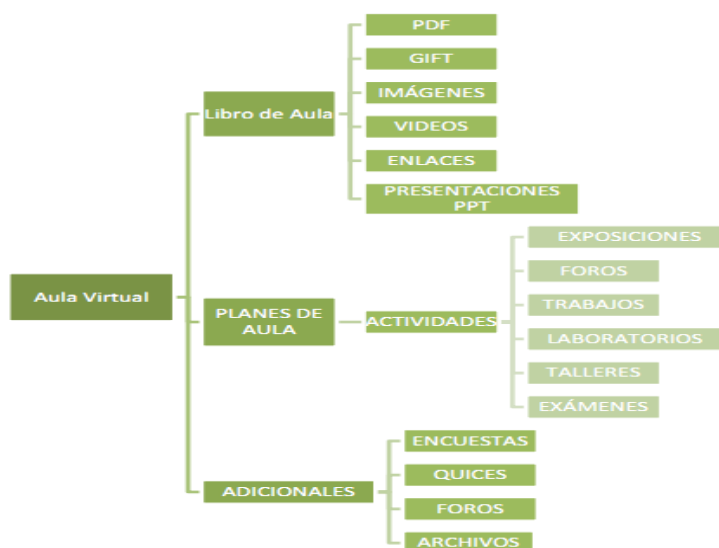 PDF
GIFT
IMÁGENES
Libro de Aula
VIDEOS
ENLACES
PRESENTACIONES
PPT
EXPOSICIONES
FOROS
TRABAJOS
Aula Virtual
PLANES DE
AULA
ACTIVIDADES
LABORATORIOS
TALLERES
EXÁMENES
ENCUESTAS
QUICES
ADICIONALES
FOROS
ARCHIVOS